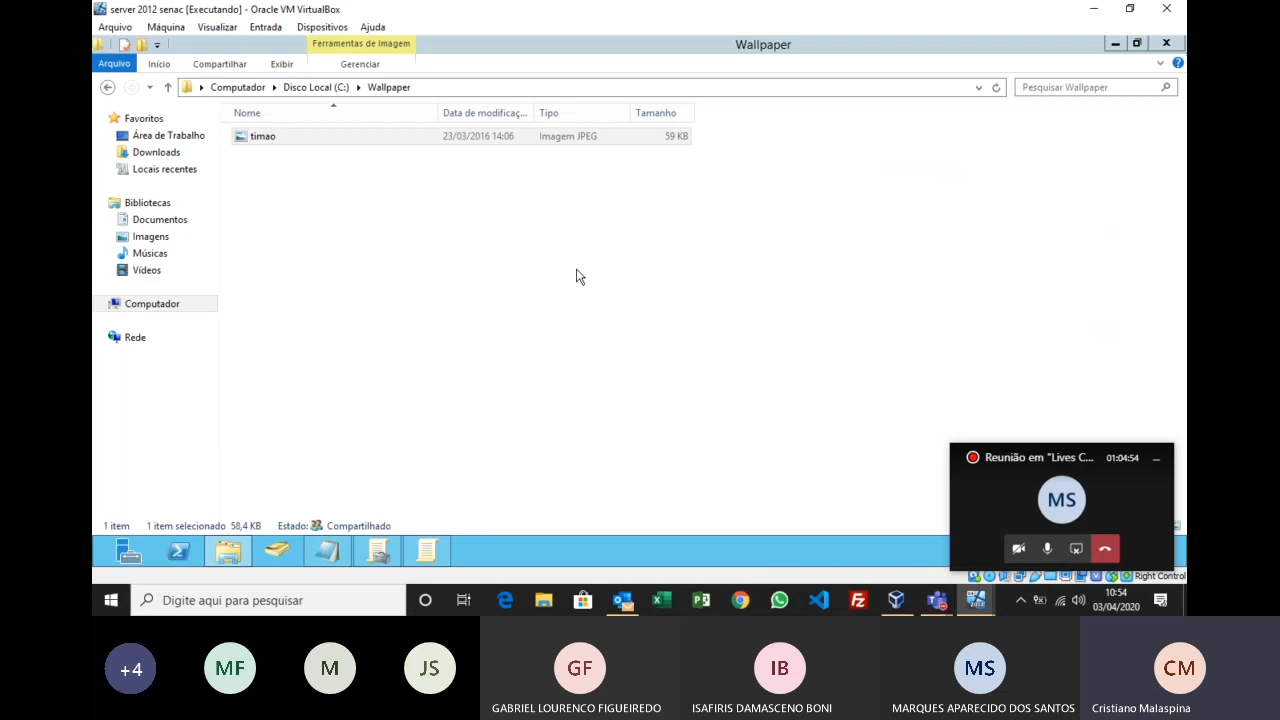 server 2012 senac [Executando] - Oracle VM VirtualBox
Arquivo Máquina Visualizar Entrada Dispositivos Ajuda
Ferramentas de Imagem Wallpaper
Arquivo Início Compartilhar Exibir Gerenciar
Computador Disco Local (C:) Wallpaper Pesquisar Wallpaper
Nome Data de modificaç... Tipo Tamanho
timao 23/03/2016 14:06 Imagem JPEG 59 KB
Favoritos
Área de Trabalho
Downloads
Locais recentes
Bibliotecas
Documentos
Imagens
Músicas
Vídeos
Computador
Rede
Reunião em "Lives C... 01:04:54
MS
1 item 1 item selecionado 58,4 KB Estado: Compartilhado
Right Control
Digite aqui para pesquisar
10:54
03/04/2020
+4 MF M JS GF IB MS CM
GABRIEL LOURENCO FIGUEIREDO ISAFIRIS DAMASCENO BONI MARQUES APARECIDO DOS SANTOS Cristiano Malaspina